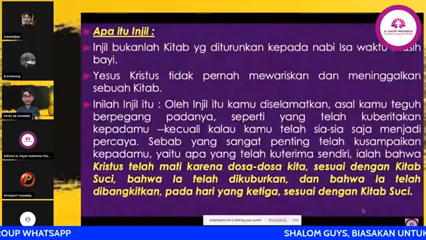 Apa itu Injil :
Injil bukanlah Kitab yg diturunkan kepada nabi Isa waktu masih
bayi.
Yesus Kristus tidak pernah mewariskan dan meninggalkan
sebuah Kitab.
Inilah Injil itu : Oleh Injil itu kamu diselamatkan, asal kamu teguh
berpegang padanya, seperti yang telah kuberitakan
kepadamu –kecuali kalau kamu telah sia-sia saja menjadi
percaya. Sebab yang sangat penting telah kusampaikan
kepadamu, yaitu apa yang telah kuterima sendiri, ialah bahwa
Kristus telah mati karena dosa-dosa kita, sesuai dengan Kitab
Suci, bahwa Ia telah dikuburkan, dan bahwa Ia telah
dibangkitkan, pada hari yang ketiga, sesuai dengan Kitab Suci.
ROUP WHATSAPP
SHALOM GUYS, BIASAKAN UNTUK